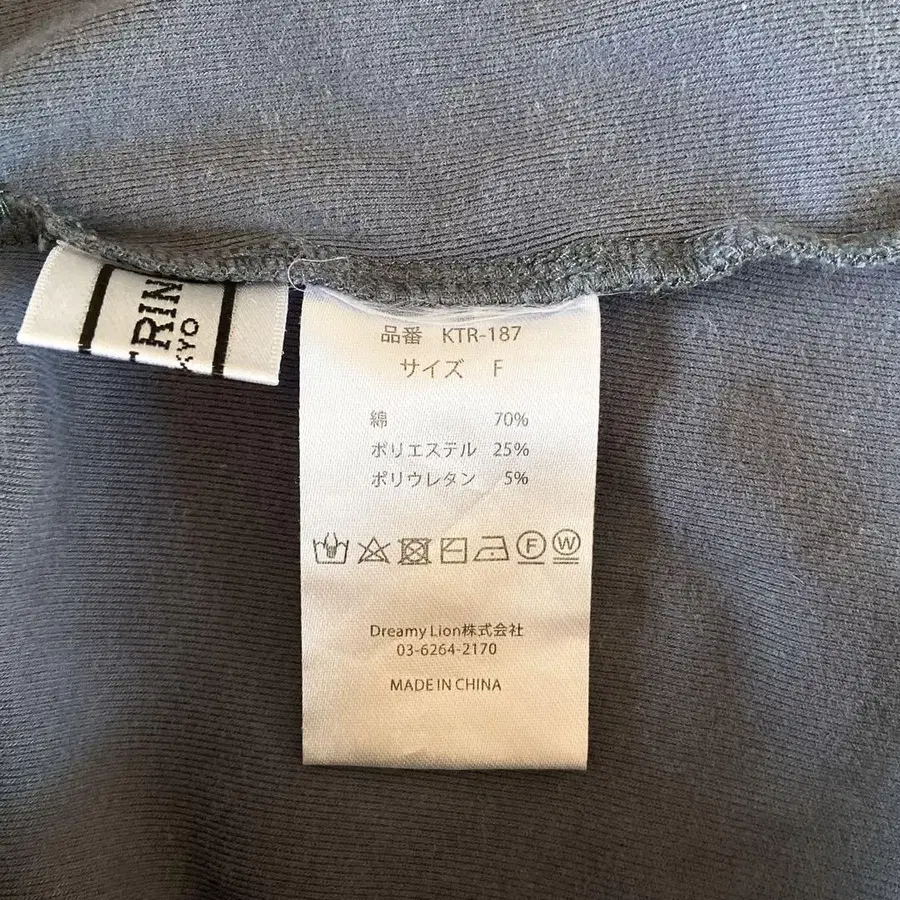 TRIN
KYO
品番 KTR-187
サイズ F
綿 70%
ポリエステル 25%
ポリウレタン 5%
F W
Dreamy Lion株式会社
03-6264-2170
MADE IN CHINA